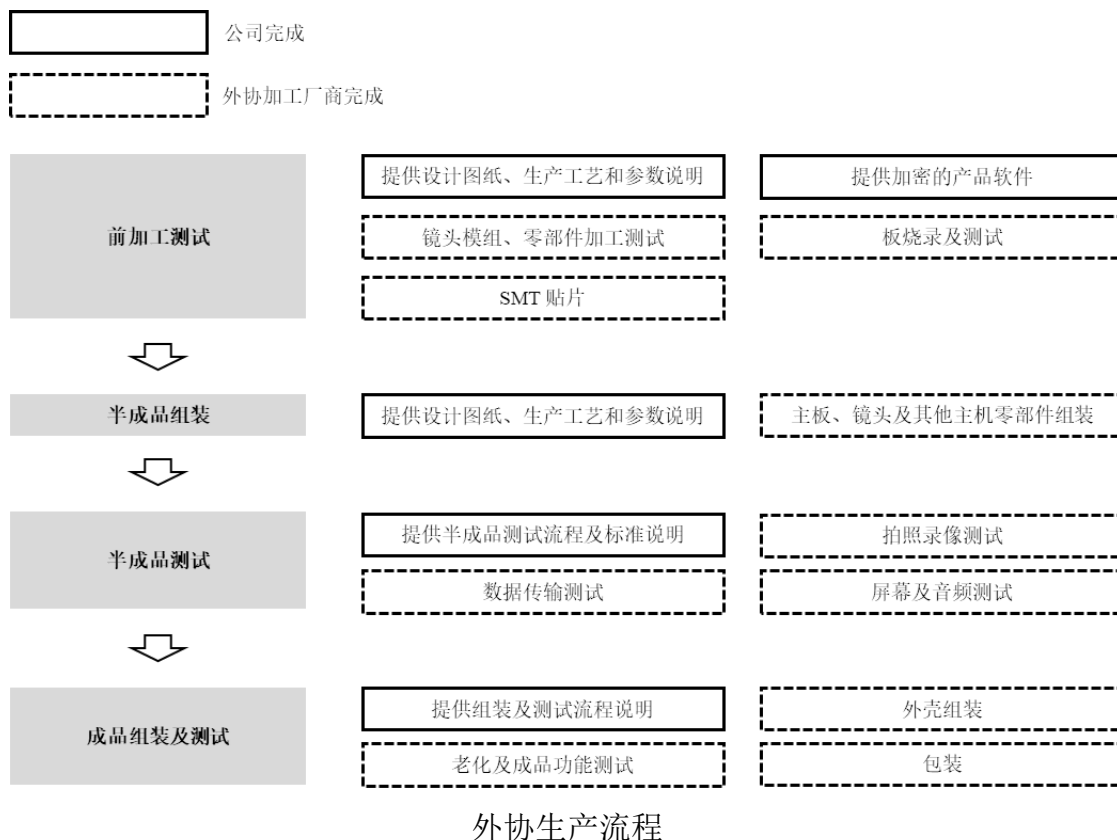 公司完成
外协加工厂商完成
前加工测试
提供设计图纸、生产工艺和参数说明
提供加密的产品软件
镜头模组、零部件加工测试
板烧录及测试
SMT 贴片
半成品组装
提供设计图纸、生产工艺和参数说明
主板、镜头及其他主机零部件组装
半成品测试
提供半成品测试流程及标准说明
拍照录像测试
数据传输测试
屏幕及音频测试
成品组装及测试
提供组装及测试流程说明
外壳组装
老化及成品功能测试
包装
外协生产流程